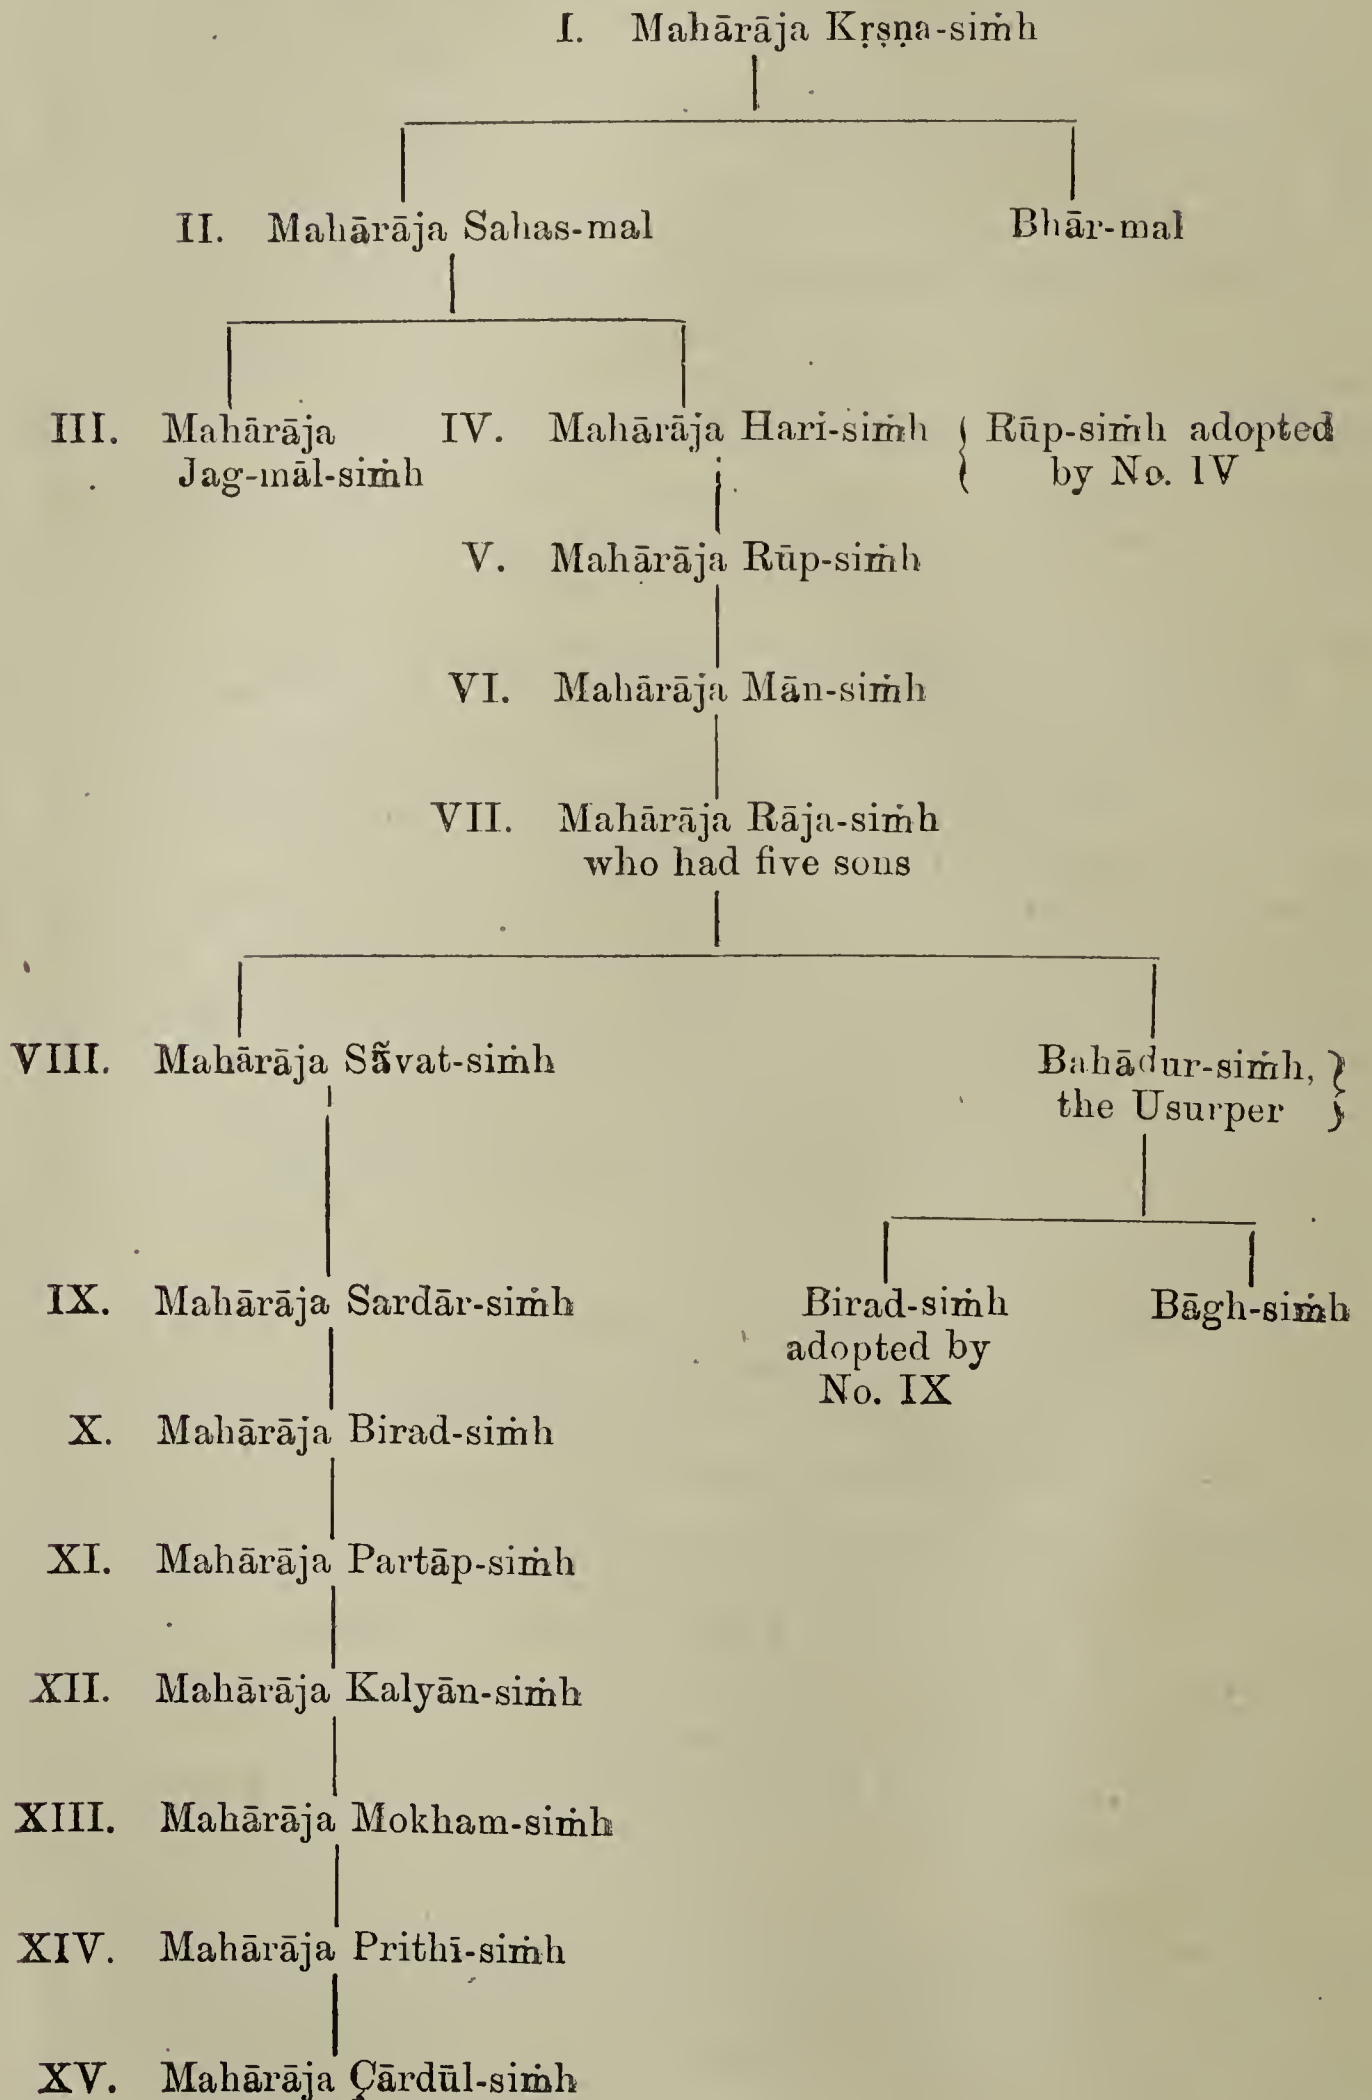 I. Mahārāja Kṛṣṇa-siṁh
II. Mahārāja Sahas-mal Bhār-mal
III. Mahārāja IV. Mahārāja Hari-siṁh { Rūp-siṁh adopted
Jag-māl-siṁh by No. IV
V. Mahārāja Rūp-siṁh
VI. Mahārāja Mān-siṁh
VII. Mahārāja Rāja-siṁh
who had five sons
VIII. Mahārāja Sā̃vat-siṁh Bahādur-siṁh, }
the Usurper
IX. Mahārāja Sardār-siṁh Birad-siṁh Bāgh-siṁh
adopted by
No. IX
X. Mahārāja Birad-siṁh
XI. Mahārāja Partāp-siṁh
XII. Mahārāja Kalyān-siṁh
XIII. Mahārāja Mokham-siṁh
XIV. Mahārāja Prithī-siṁh
XV. Mahārāja Çārdūl-siṁh